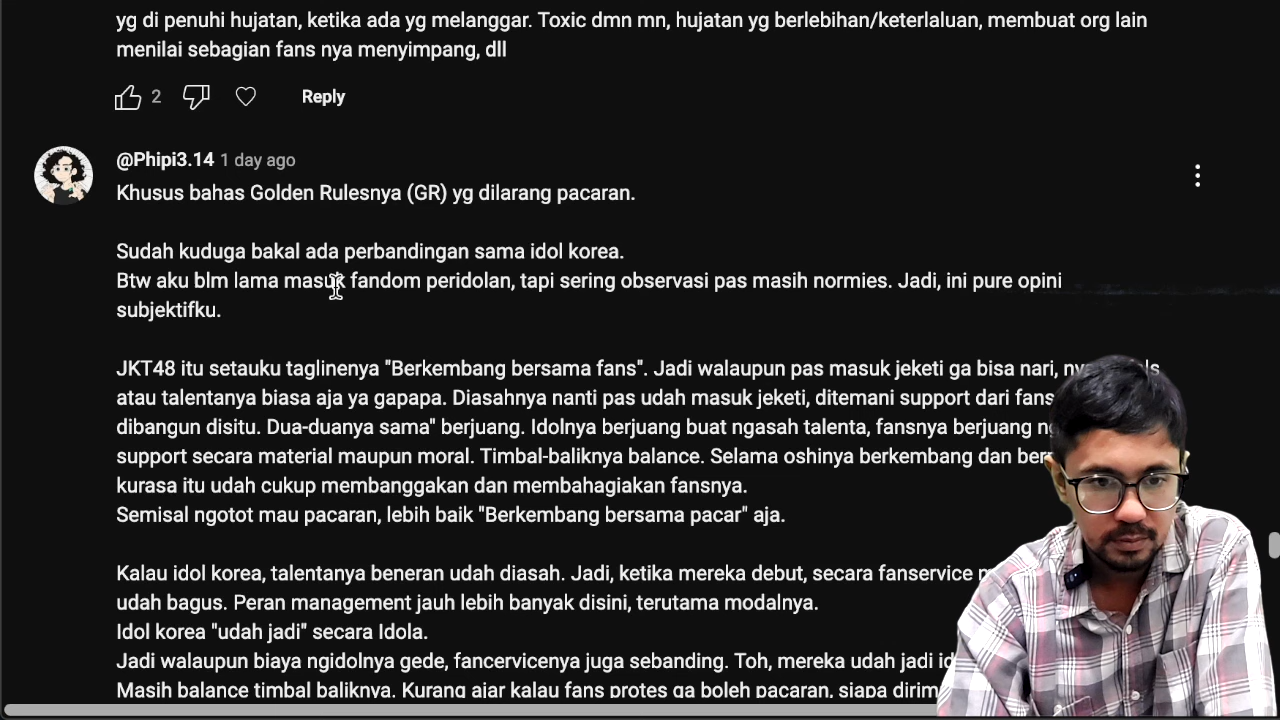 yg di penuhi hujatan, ketika ada yg melanggar. Toxic dmn mn, hujatan yg berlebihan/keterlaluan, membuat org lain
menilai sebagian fans nya menyimpang, dll
2 Reply
@Phipi3.14 1 day ago
Khusus bahas Golden Rulesnya (GR) yg dilarang pacaran.
Sudah kuduga bakal ada perbandingan sama idol korea.
Btw aku blm lama masuk fandom peridolan, tapi sering observasi pas masih normies. Jadi, ini pure opini
subjektifku.
JKT48 itu setauku taglinenya "Berkembang bersama fans". Jadi walaupun pas masuk jeketi ga bisa nari,
atau talentanya biasa aja ya gapapa. Diasahnya nanti pas udah masuk jeketi, ditemani support dari fans
dibangun disitu. Dua-duanya sama" berjuang. Idolnya berjuang buat ngasah talenta, fansnya berjuang
support secara material maupun moral. Timbal-baliknya balance. Selama oshinya berkembang dan
kurasa itu udah cukup membanggakan dan membahagiakan fansnya.
Semisal ngotot mau pacaran, lebih baik "Berkembang bersama pacar" aja.
Kalau idol korea, talentanya beneran udah diasah. Jadi, ketika mereka debut, secara fanservice
udah bagus. Peran management jauh lebih banyak disini, terutama modalnya.
Idol korea "udah jadi" secara Idola.
Jadi walaupun biaya ngidolnya gede, fancervicenya juga sebanding. Toh, mereka udah jadi
Masih balance timbal baliknya. Kurang ajar kalau fans protes ga boleh pacaran, siapa